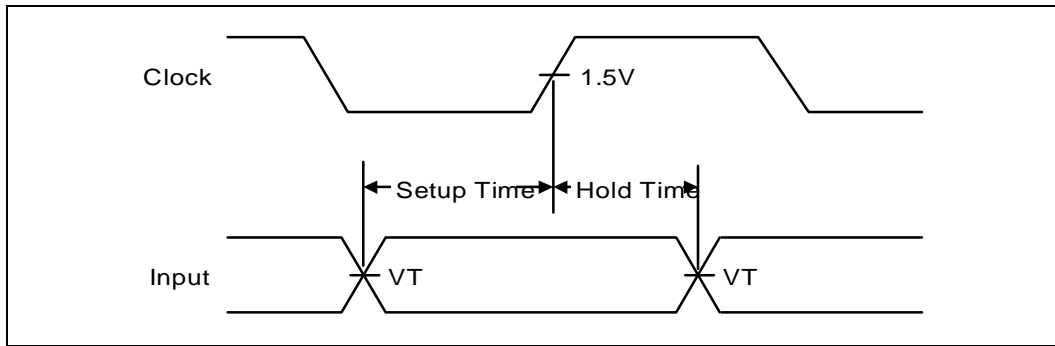 Clock
1.5V
Setup Time
Hold Time
Input
VT
VT